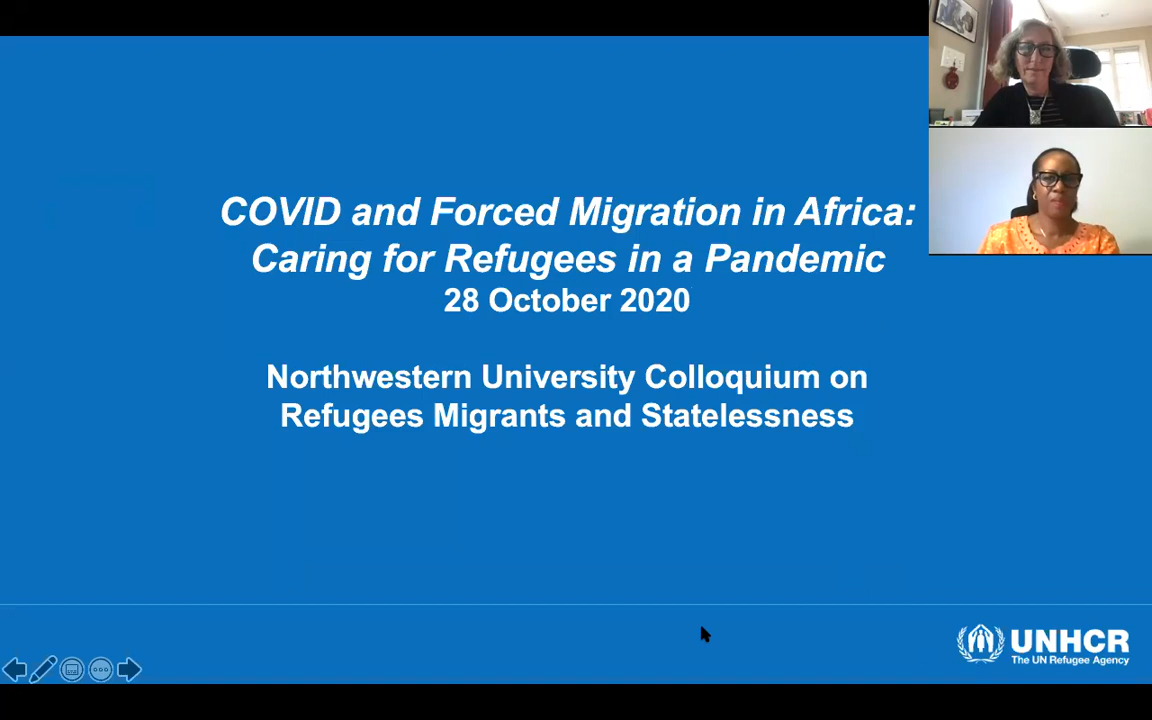 COVID and Forced Migration in Africa:
Caring for Refugees in a Pandemic
28 October 2020
Northwestern University Colloquium on
Refugees Migrants and Statelessness
UNHCR
The UN Refugee Agency